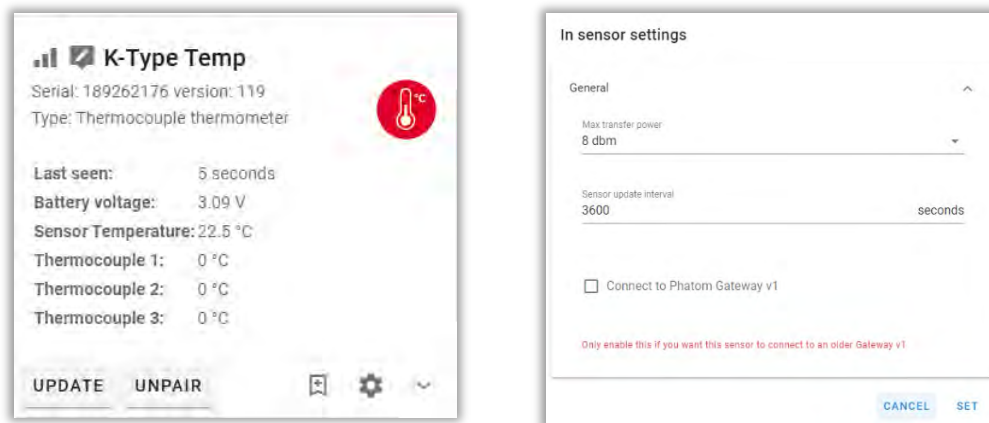 K-Type Temp
Serial: 189262176 version: 119
Type: Thermocouple thermometer
°C
Last seen: 5 seconds
Battery voltage: 3.09 V
Sensor Temperature: 22.5 °C
Thermocouple 1: 0 °C
Thermocouple 2: 0 °C
Thermocouple 3: 0 °C
UPDATE UNPAIR
In sensor settings
General
Max transfer power
8 dbm
Sensor update interval
3600 seconds
Connect to Phatom Gateway v1
Only enable this if you want this sensor to connect to an older Gateway v1
CANCEL SET